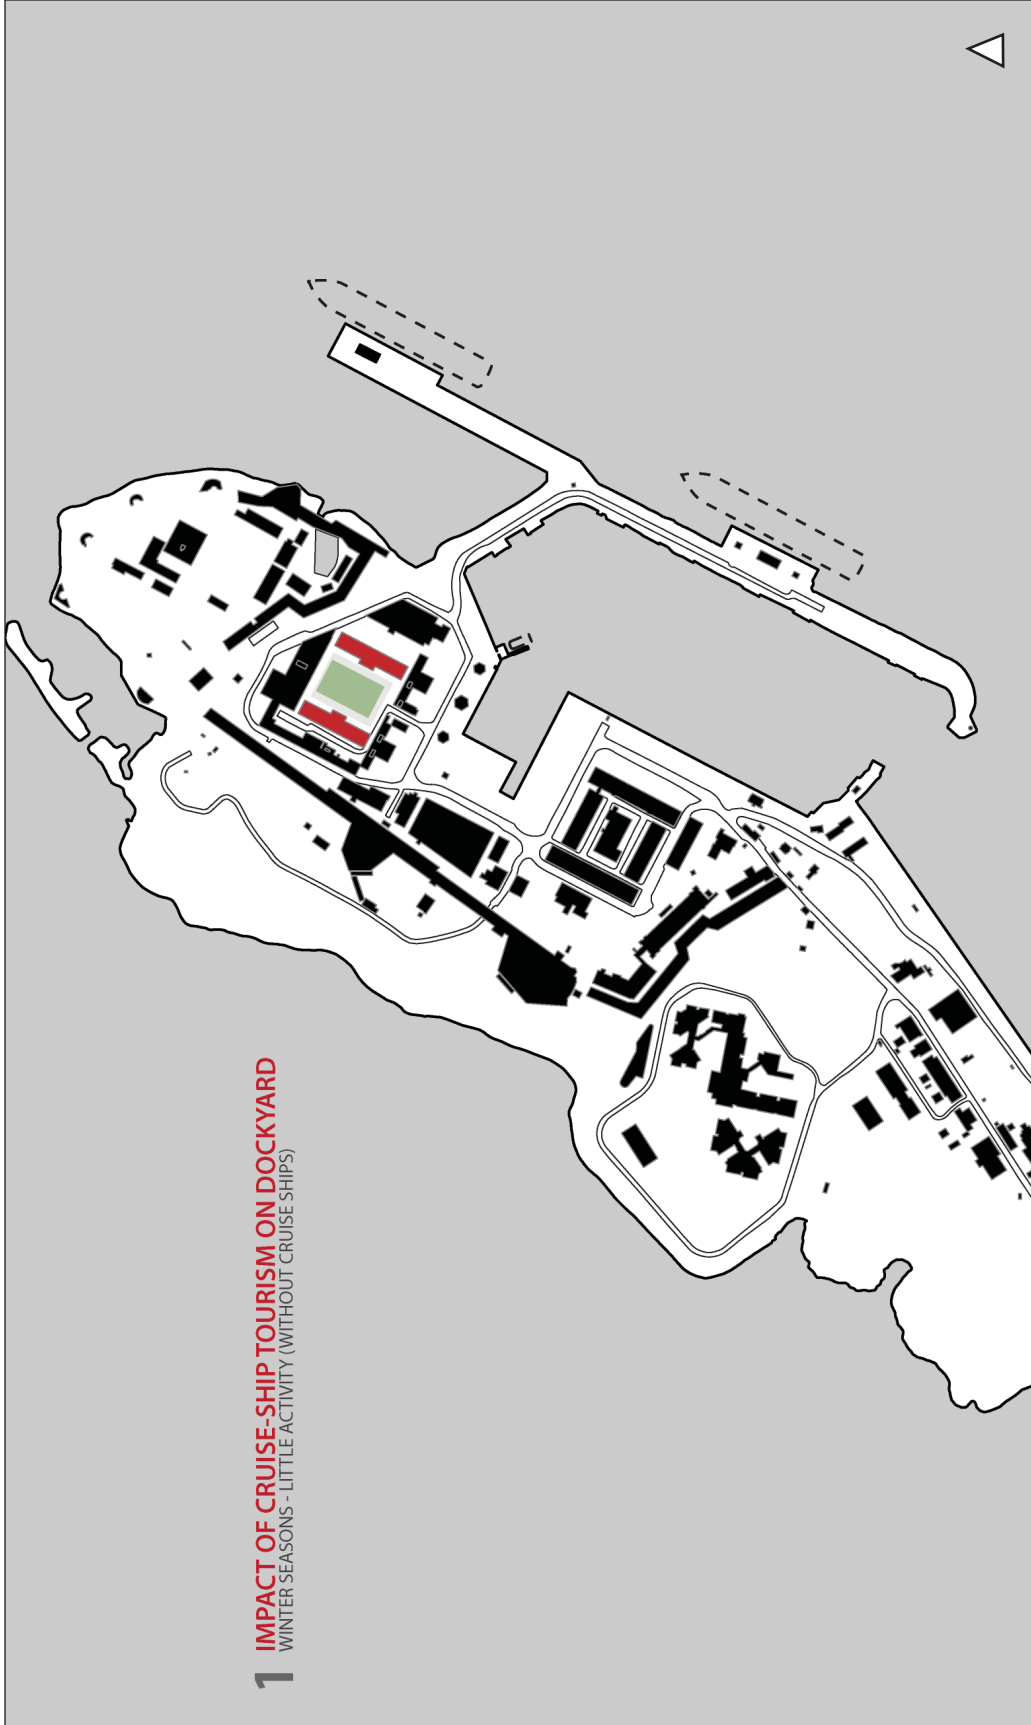 1 IMPACT OF CRUISE-SHIP TOURISM ON DOCKYARD
WINTER SEASONS - LITTLE ACTIVITY (WITHOUT CRUISE SHIPS)